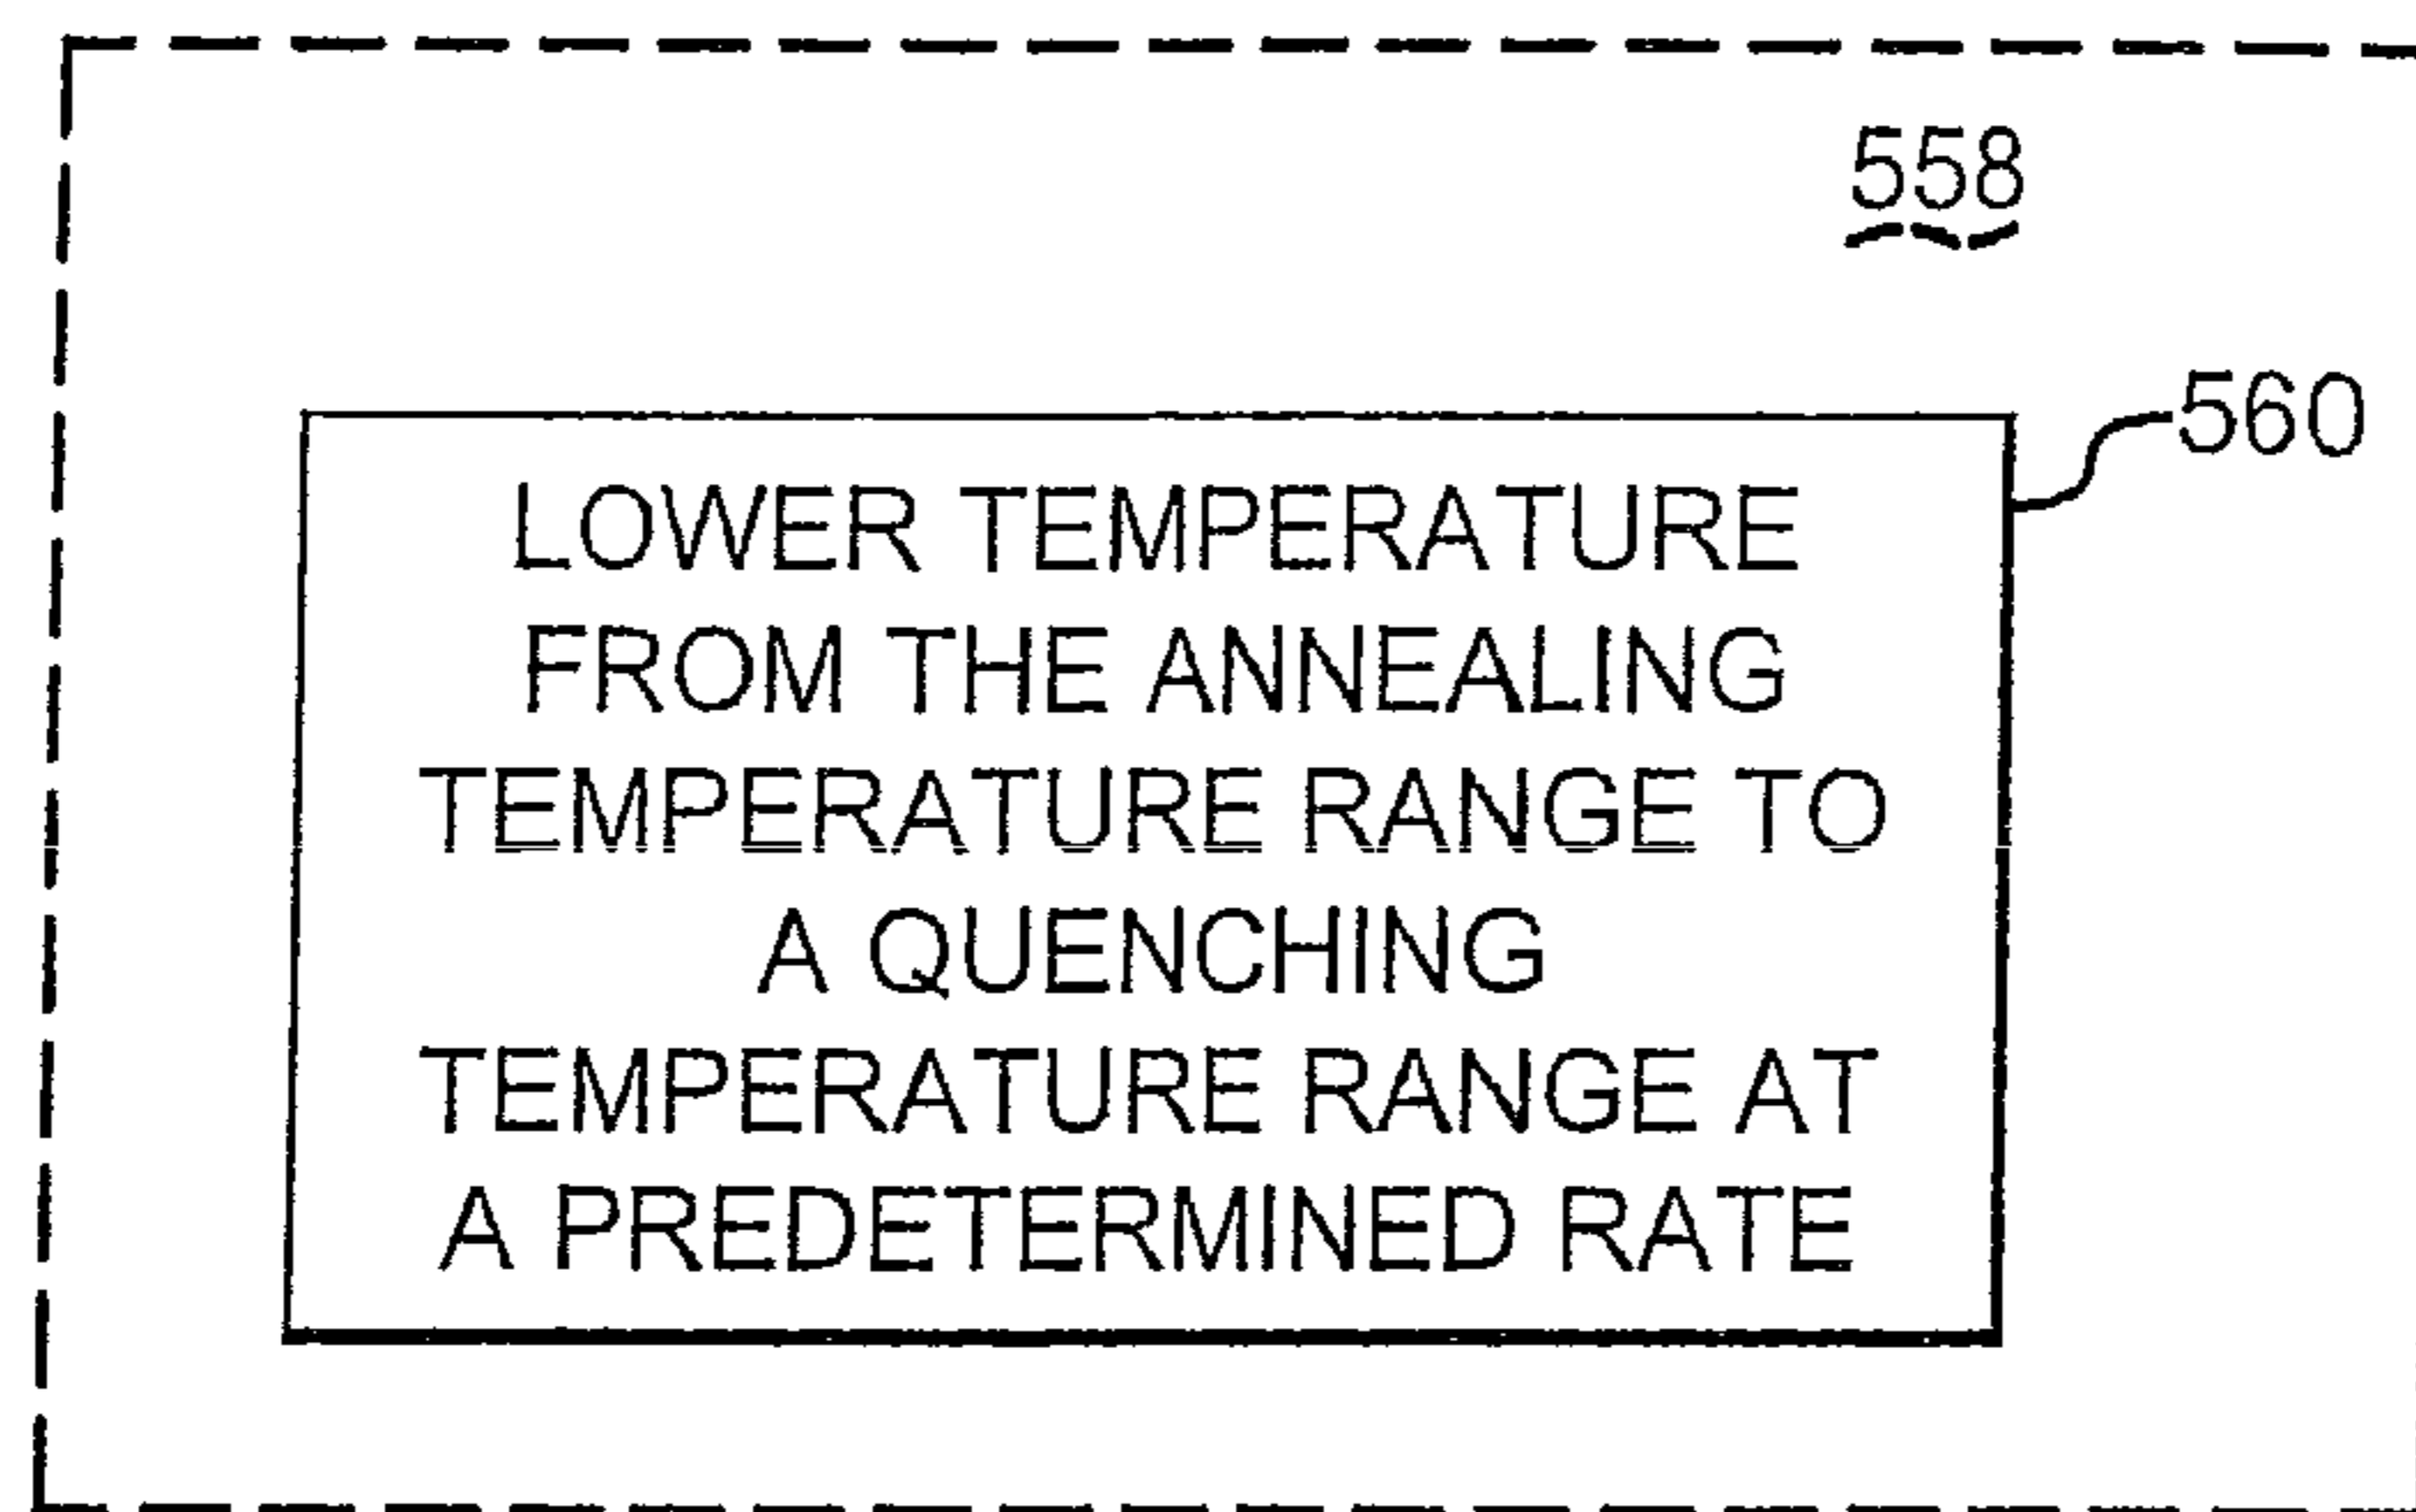 558
560
LOWER TEMPERATURE
FROM THE ANNEALING
TEMPERATURE RANGE TO
A QUENCHING
TEMPERATURE RANGE AT
A PREDETERMINED RATE